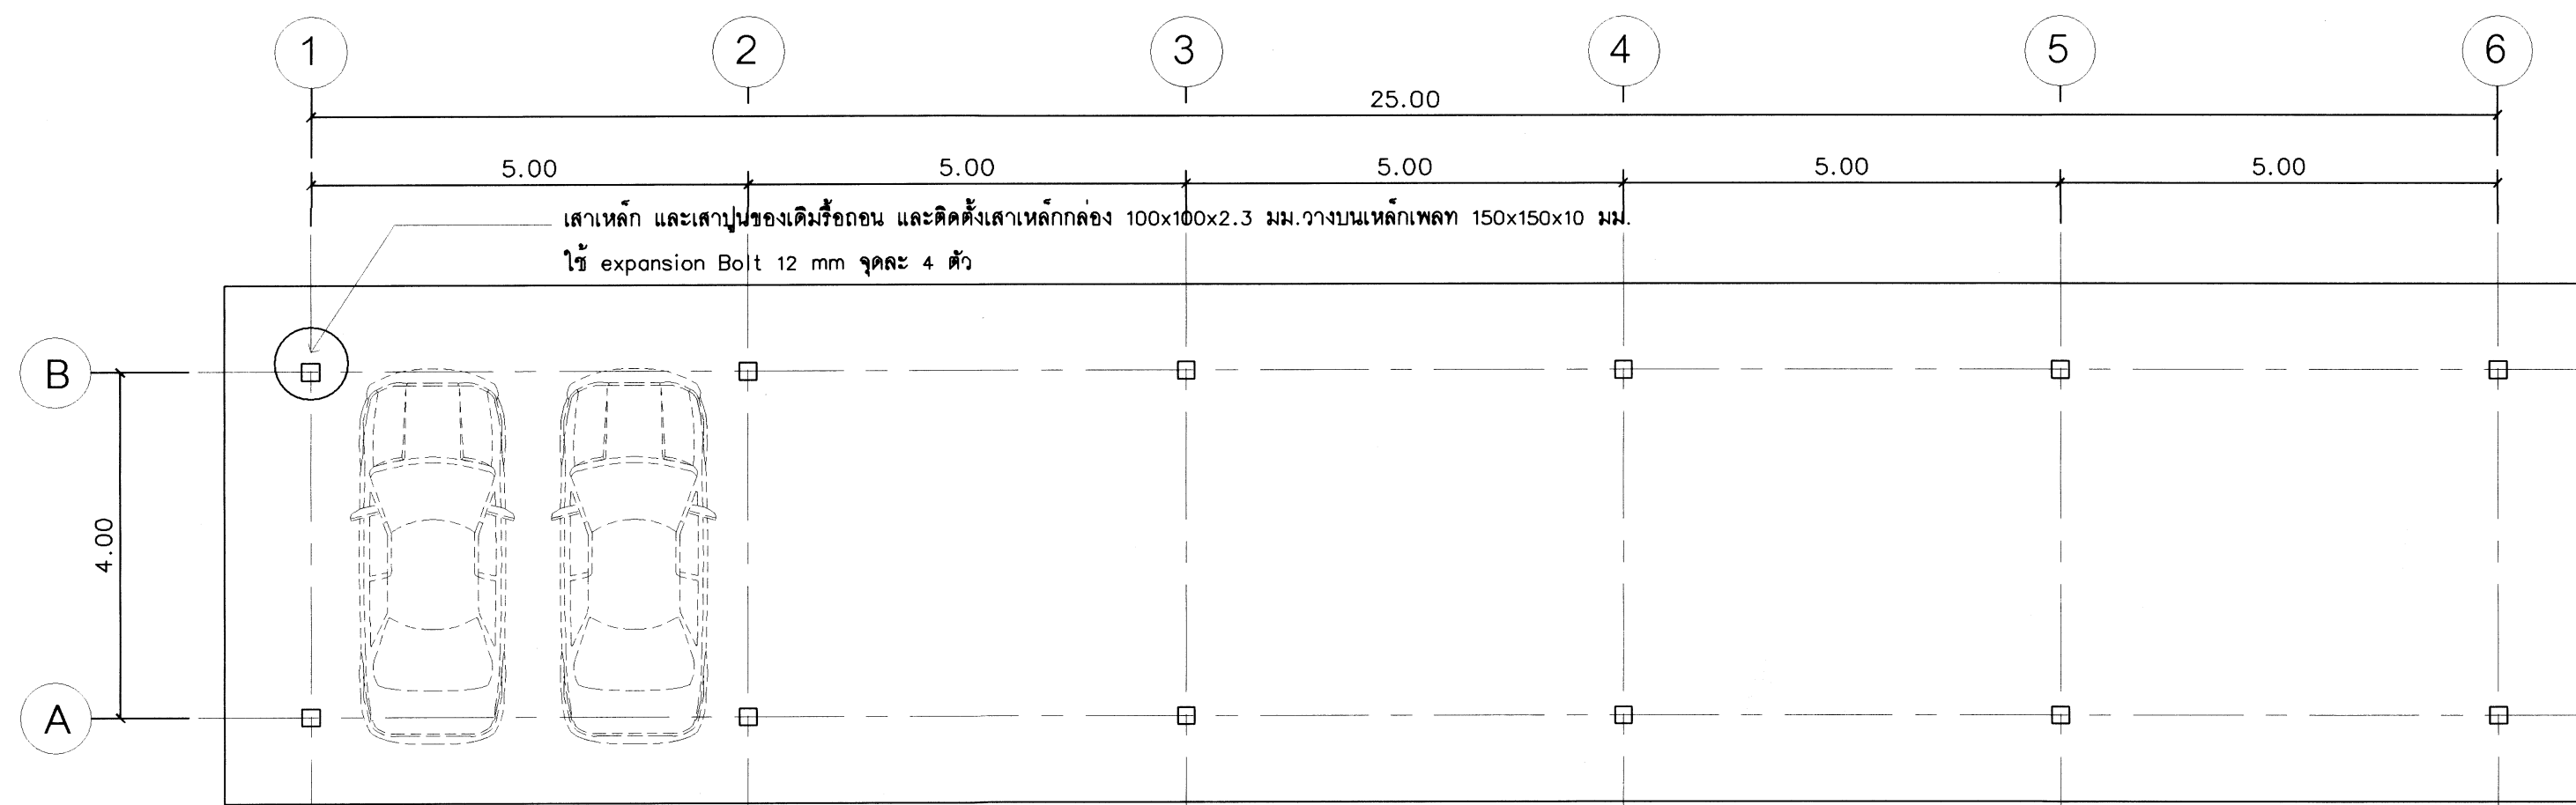 1 2 3 4 5 6
25.00
5.00 5.00 5.00 5.00 5.00
เสาเหล็ก และเสาปูนของเดิมรื้อถอน และติดตั้งเสาเหล็กกล่อง 100x100x2.3 มม.วางบนเหล็กเพลท 150x150x10 มม.
ใช้ expansion Bolt 12 mm จุดละ 4 ตัว
B
4.00
A